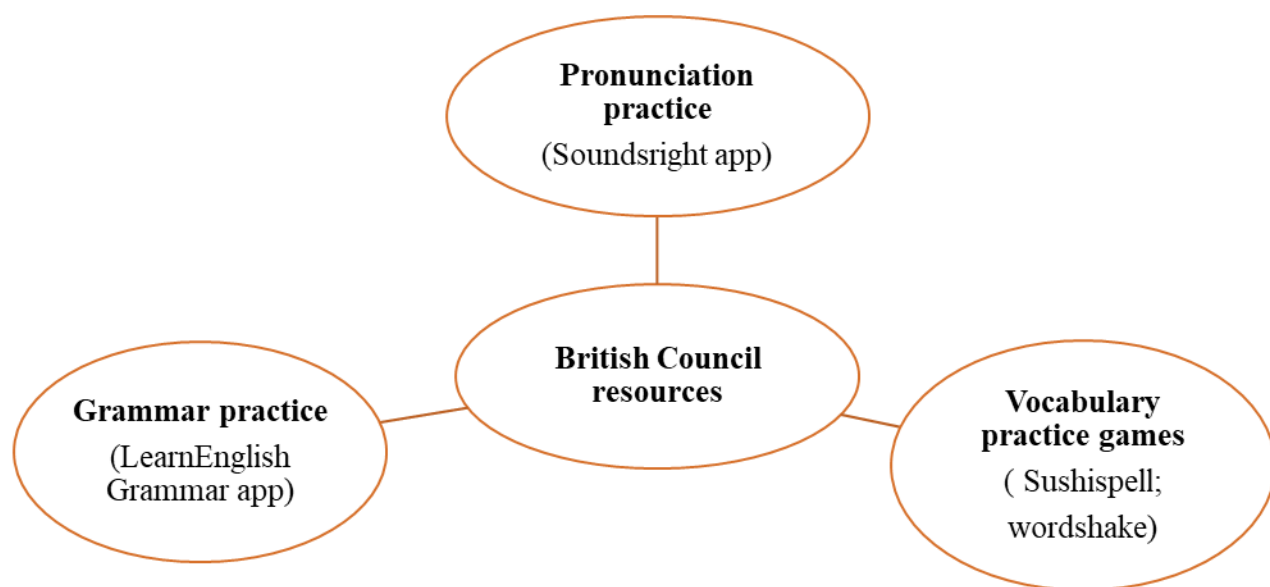 Pronunciation
practice
(Soundsright app)
British Council
resources
Grammar practice
(LearnEnglish
Grammar app)
Vocabulary
practice games
( Sushispell;
wordshake)